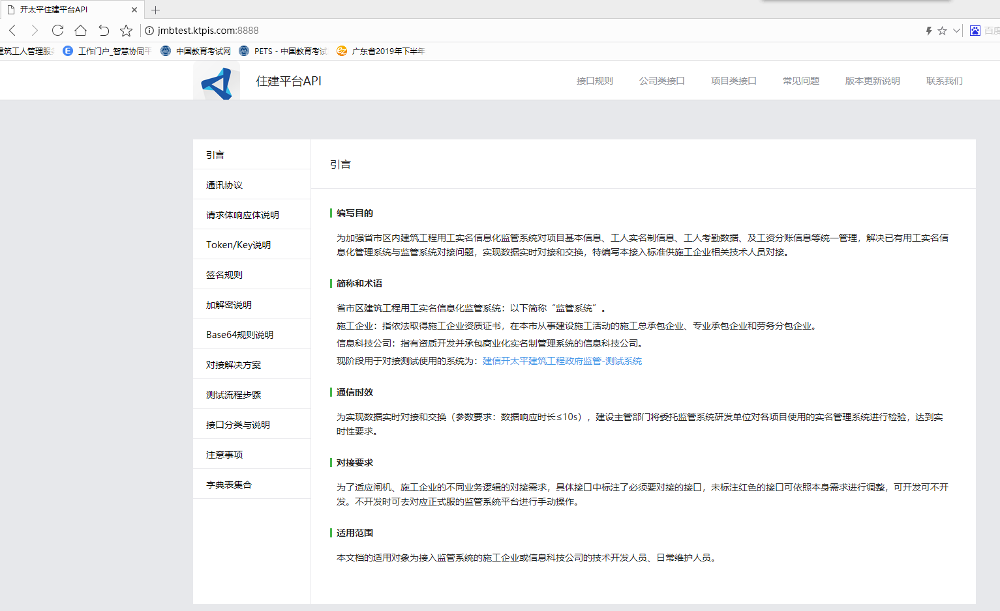 开太平住建平台API
jmbtest.ktpis.com:8888
百度
建筑工人管理服
工作门户_智慧协同平
中国教育考试网
PETS - 中国教育考试
广东省2019年下半年
住建平台API
接口规则
公司类接口
项目类接口
常见问题
版本更新说明
联系我们
引言
通讯协议
请求体响应体说明
Token/Key说明
签名规则
加解密说明
Base64规则说明
对接解决方案
测试流程步骤
接口分类与说明
注意事项
字典表集合
引言
编写目的
为加强省市区内建筑工程用工实名信息化监管系统对项目基本信息、工人实名制信息、工人考勤数据、及工资分账信息等统一管理，解决已有用工实名信
息化管理系统与监管系统对接问题，实现数据实时对接和交换，特编写本接入标准供施工企业相关技术人员对接。
简称和术语
省市区建筑工程用工实名信息化监管系统：以下简称“监管系统”。
施工企业：指依法取得施工企业资质证书，在本市从事建设施工活动的施工总承包企业、专业承包企业和劳务分包企业。
信息科技公司：指有资质开发并承包商业化实名制管理系统的信息科技公司。
现阶段用于对接测试使用的系统为：建信开太平建筑工程政府监管-测试系统
通信时效
为实现数据实时对接和交换（参数要求：数据响应时长≤10s），建设主管部门将委托监管系统研发单位对各项目使用的实名管理系统进行检验，达到实
时性要求。
对接要求
为了适应闸机、施工企业的不同业务逻辑的对接需求，具体接口中标注了必须要对接的接口，未标注红色的接口可依照本身需求进行调整，可开发可不开
发。不开发时可去对应正式服的监管系统平台进行手动操作。
适用范围
本文档的适用对象为接入监管系统的施工企业或信息科技公司的技术开发人员、日常维护人员。